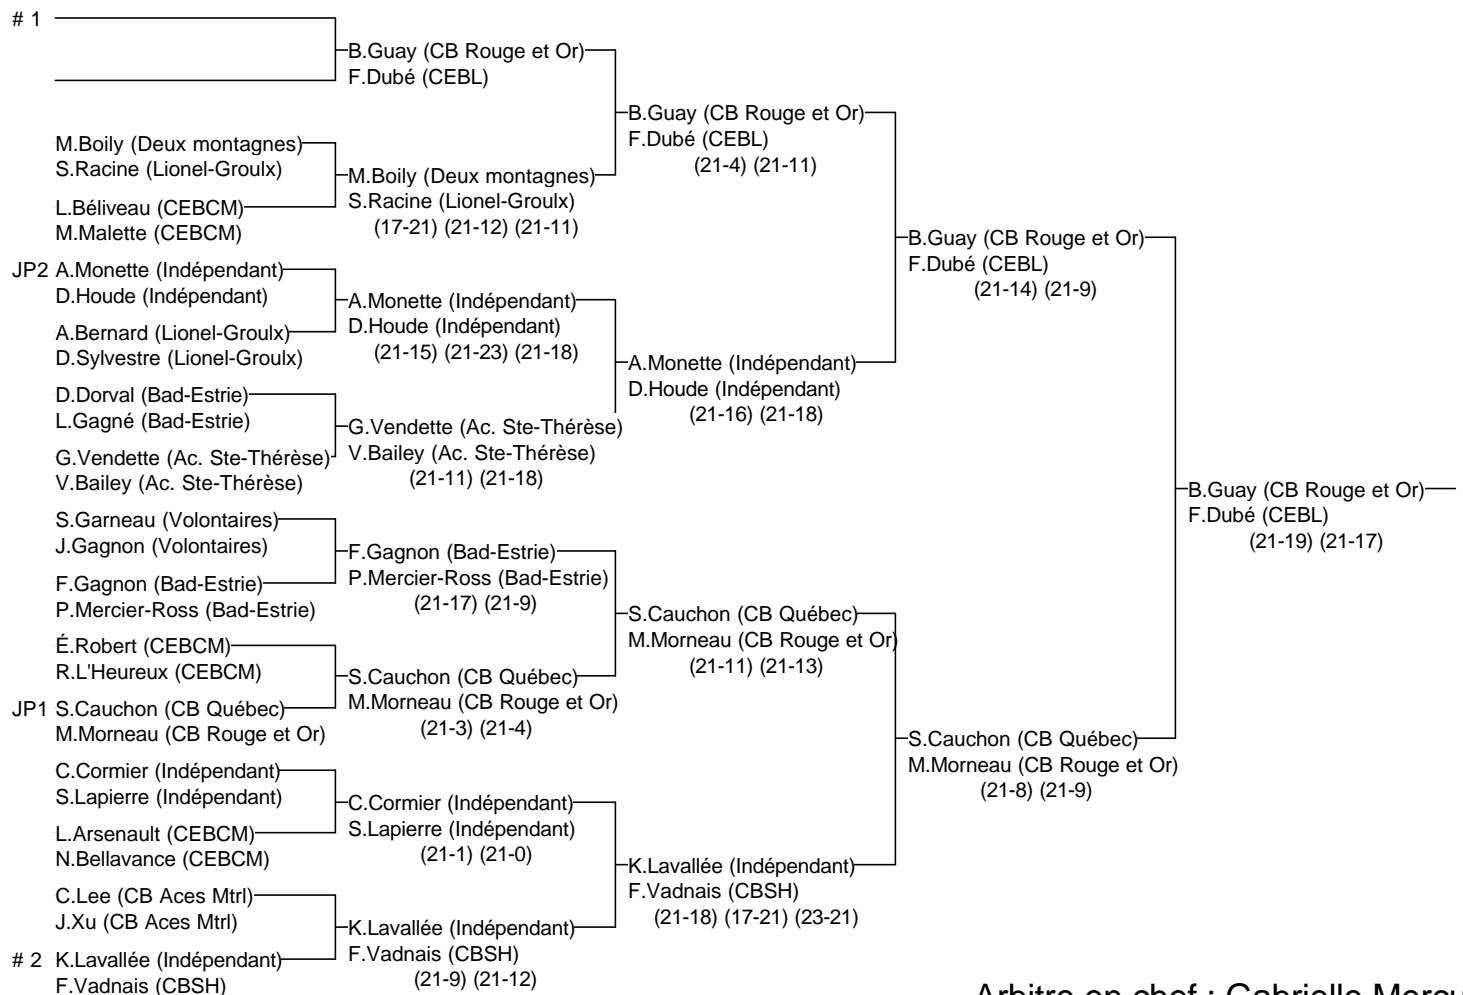 # 1
B.Guay (CB Rouge et Or)
F.Dubé (CEBL)
B.Guay (CB Rouge et Or)
F.Dubé (CEBL)
(21-4) (21-11)
M.Boily (Deux montagnes)
S.Racine (Lionel-Groulx)
M.Boily (Deux montagnes)
S.Racine (Lionel-Groulx)
(17-21) (21-12) (21-11)
L.Béliveau (CEBCM)
M.Malette (CEBCM)
B.Guay (CB Rouge et Or)
F.Dubé (CEBL)
(21-14) (21-9)
JP2 A.Monette (Indépendant)
D.Houde (Indépendant)
A.Monette (Indépendant)
D.Houde (Indépendant)
(21-15) (21-23) (21-18)
A.Bernard (Lionel-Groulx)
D.Sylvestre (Lionel-Groulx)
A.Monette (Indépendant)
D.Houde (Indépendant)
(21-16) (21-18)
D.Dorval (Bad-Estrie)
L.Gagné (Bad-Estrie)
G.Vendette (Ac. Ste-Thérèse)
V.Bailey (Ac. Ste-Thérèse)
(21-11) (21-18)
G.Vendette (Ac. Ste-Thérèse)
V.Bailey (Ac. Ste-Thérèse)
B.Guay (CB Rouge et Or)
F.Dubé (CEBL)
(21-19) (21-17)
S.Garneau (Volontaires)
J.Gagnon (Volontaires)
F.Gagnon (Bad-Estrie)
P.Mercier-Ross (Bad-Estrie)
(21-17) (21-9)
F.Gagnon (Bad-Estrie)
P.Mercier-Ross (Bad-Estrie)
S.Cauchon (CB Québec)
M.Morneau (CB Rouge et Or)
(21-11) (21-13)
É.Robert (CEBCM)
R.L'Heureux (CEBCM)
S.Cauchon (CB Québec)
M.Morneau (CB Rouge et Or)
(21-3) (21-4)
JP1 S.Cauchon (CB Québec)
M.Morneau (CB Rouge et Or)
S.Cauchon (CB Québec)
M.Morneau (CB Rouge et Or)
(21-8) (21-9)
C.Cormier (Indépendant)
S.Lapierre (Indépendant)
C.Cormier (Indépendant)
S.Lapierre (Indépendant)
(21-1) (21-0)
L.Arsenault (CEBCM)
N.Bellavance (CEBCM)
K.Lavallée (Indépendant)
F.Vadnais (CBSH)
(21-18) (17-21) (23-21)
C.Lee (CB Aces Mtrl)
J.Xu (CB Aces Mtrl)
K.Lavallée (Indépendant)
F.Vadnais (CBSH)
(21-9) (21-12)
# 2 K.Lavallée (Indépendant)
F.Vadnais (CBSH)
Arbitre en chef : Gabrielle